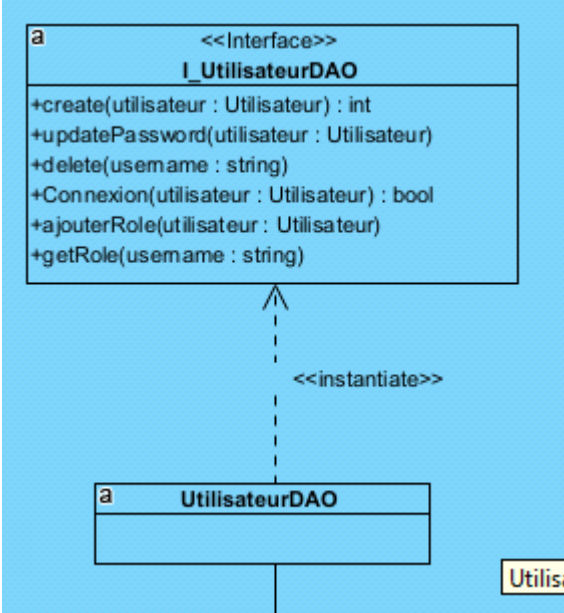 a
<<Interface>>
I_UtilisateurDAO
+create(utilisateur : Utilisateur) : int
+updatePassword(utilisateur : Utilisateur)
+delete(username : string)
+Connexion(utilisateur : Utilisateur) : bool
+ajouterRole(utilisateur : Utilisateur)
+getRole(username : string)
<<instantiate>>
a
UtilisateurDAO